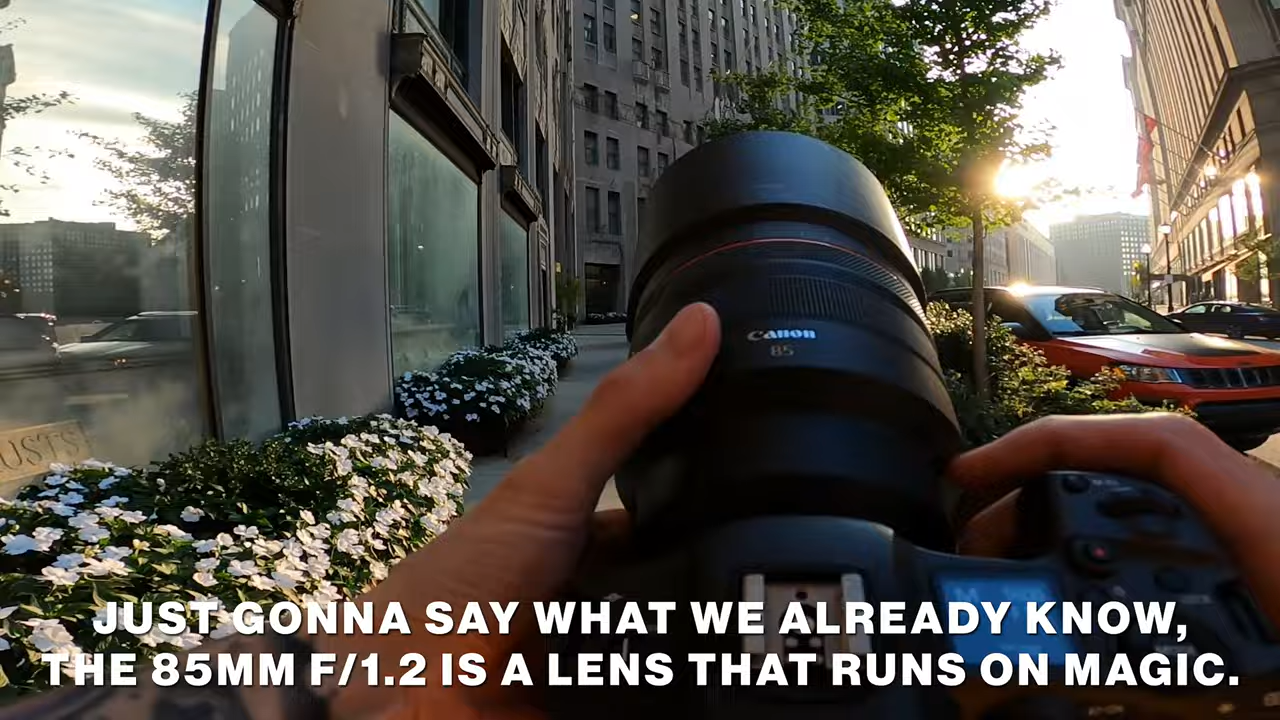 Canon
85
USTS
JUST GONNA SAY WHAT WE ALREADY KNOW,
THE 85MM F/1.2 IS A LENS THAT RUNS ON MAGIC.